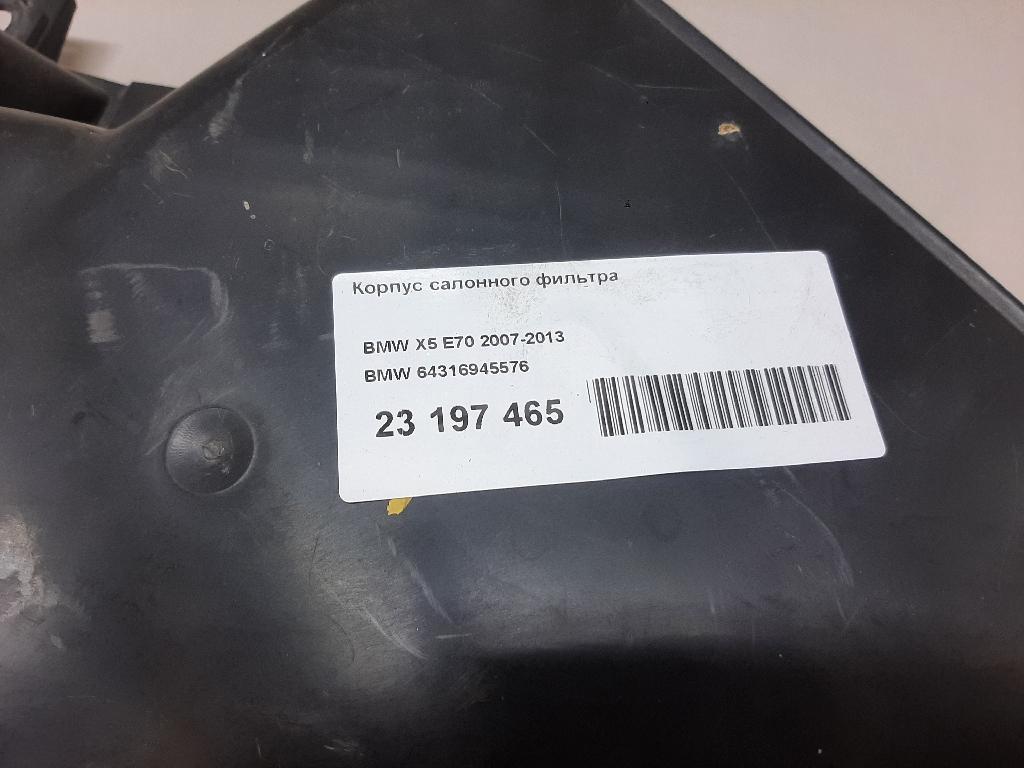 Корпус салонного фильтра
BMW X5 E70 2007-2013
BMW 64316945576
23 197 465